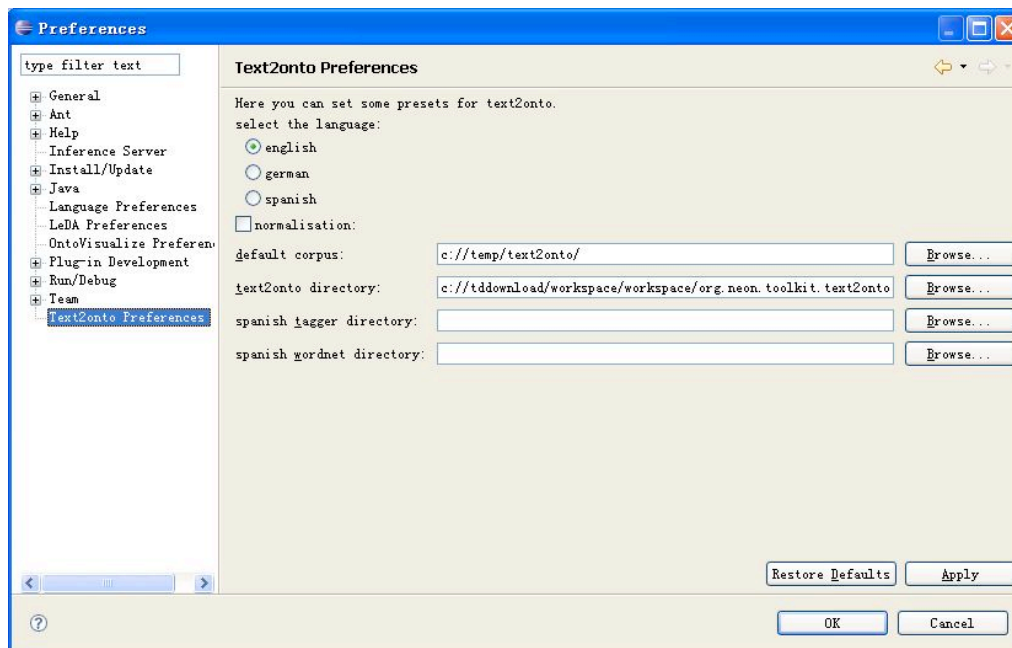 Preferences
type filter text
General
Ant
Help
Inference Server
Install/Update
Java
Language Preferences
LeDA Preferences
OntoVisualize Preferen
Plug-in Development
Run/Debug
Team
Text2onto Preferences
Text2onto Preferences
Here you can set some presets for text2onto.
select the language:
english
german
spanish
normalisation:
default corpus: c://temp/text2onto/ Browse...
text2onto directory: c://tddownload/workspace/workspace/org.neon.toolkit.text2onto Browse...
spanish tagger directory: Browse...
spanish wordnet directory: Browse...
Restore Defaults Apply
? OK Cancel